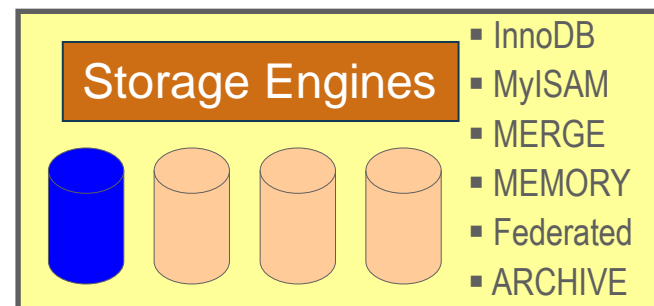 Storage Engines
▪ InnoDB
▪ MyISAM
▪ MERGE
▪ MEMORY
▪ Federated
▪ ARCHIVE